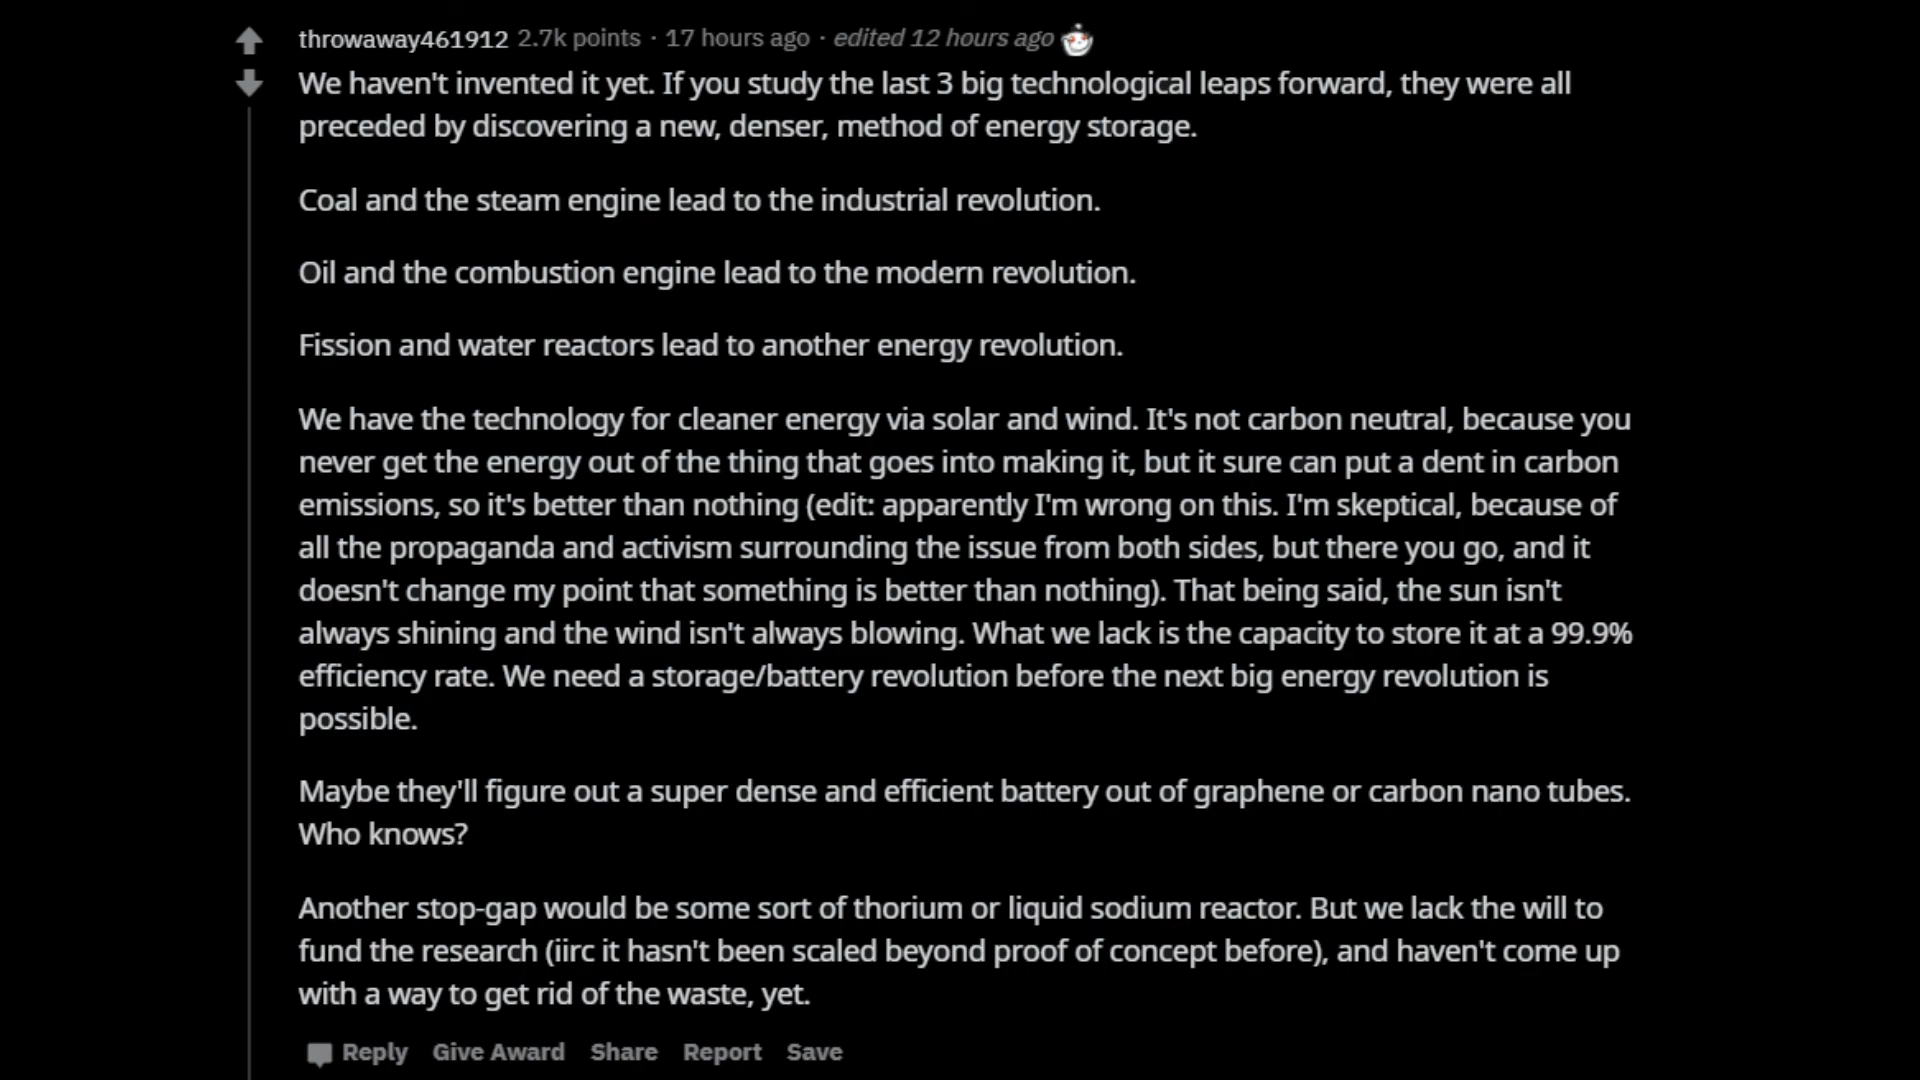 throwaway461912 2.7k points · 17 hours ago · edited 12 hours ago
We haven't invented it yet. If you study the last 3 big technological leaps forward, they were all
preceded by discovering a new, denser, method of energy storage.
Coal and the steam engine lead to the industrial revolution.
Oil and the combustion engine lead to the modern revolution.
Fission and water reactors lead to another energy revolution.
We have the technology for cleaner energy via solar and wind. It's not carbon neutral, because you
never get the energy out of the thing that goes into making it, but it sure can put a dent in carbon
emissions, so it's better than nothing (edit: apparently I'm wrong on this. I'm skeptical, because of
all the propaganda and activism surrounding the issue from both sides, but there you go, and it
doesn't change my point that something is better than nothing). That being said, the sun isn't
always shining and the wind isn't always blowing. What we lack is the capacity to store it at a 99.9%
efficiency rate. We need a storage/battery revolution before the next big energy revolution is
possible.
Maybe they'll figure out a super dense and efficient battery out of graphene or carbon nano tubes.
Who knows?
Another stop-gap would be some sort of thorium or liquid sodium reactor. But we lack the will to
fund the research (iirc it hasn't been scaled beyond proof of concept before), and haven't come up
with a way to get rid of the waste, yet.
Reply Give Award Share Report Save